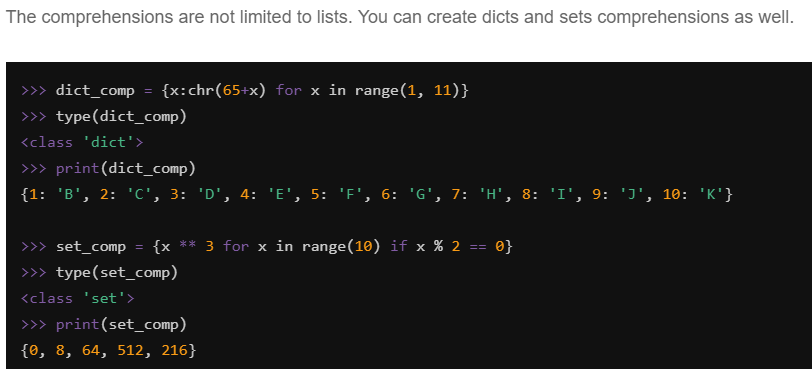 The comprehensions are not limited to lists. You can create dicts and sets comprehensions as well.
>>> dict_comp = {x:chr(65+x) for x in range(1, 11)}
>>> type(dict_comp)
<class 'dict'>
>>> print(dict_comp)
{1: 'B', 2: 'C', 3: 'D', 4: 'E', 5: 'F', 6: 'G', 7: 'H', 8: 'I', 9: 'J', 10: 'K'}
>>> set_comp = {x ** 3 for x in range(10) if x % 2 == 0}
>>> type(set_comp)
<class 'set'>
>>> print(set_comp)
{0, 8, 64, 512, 216}